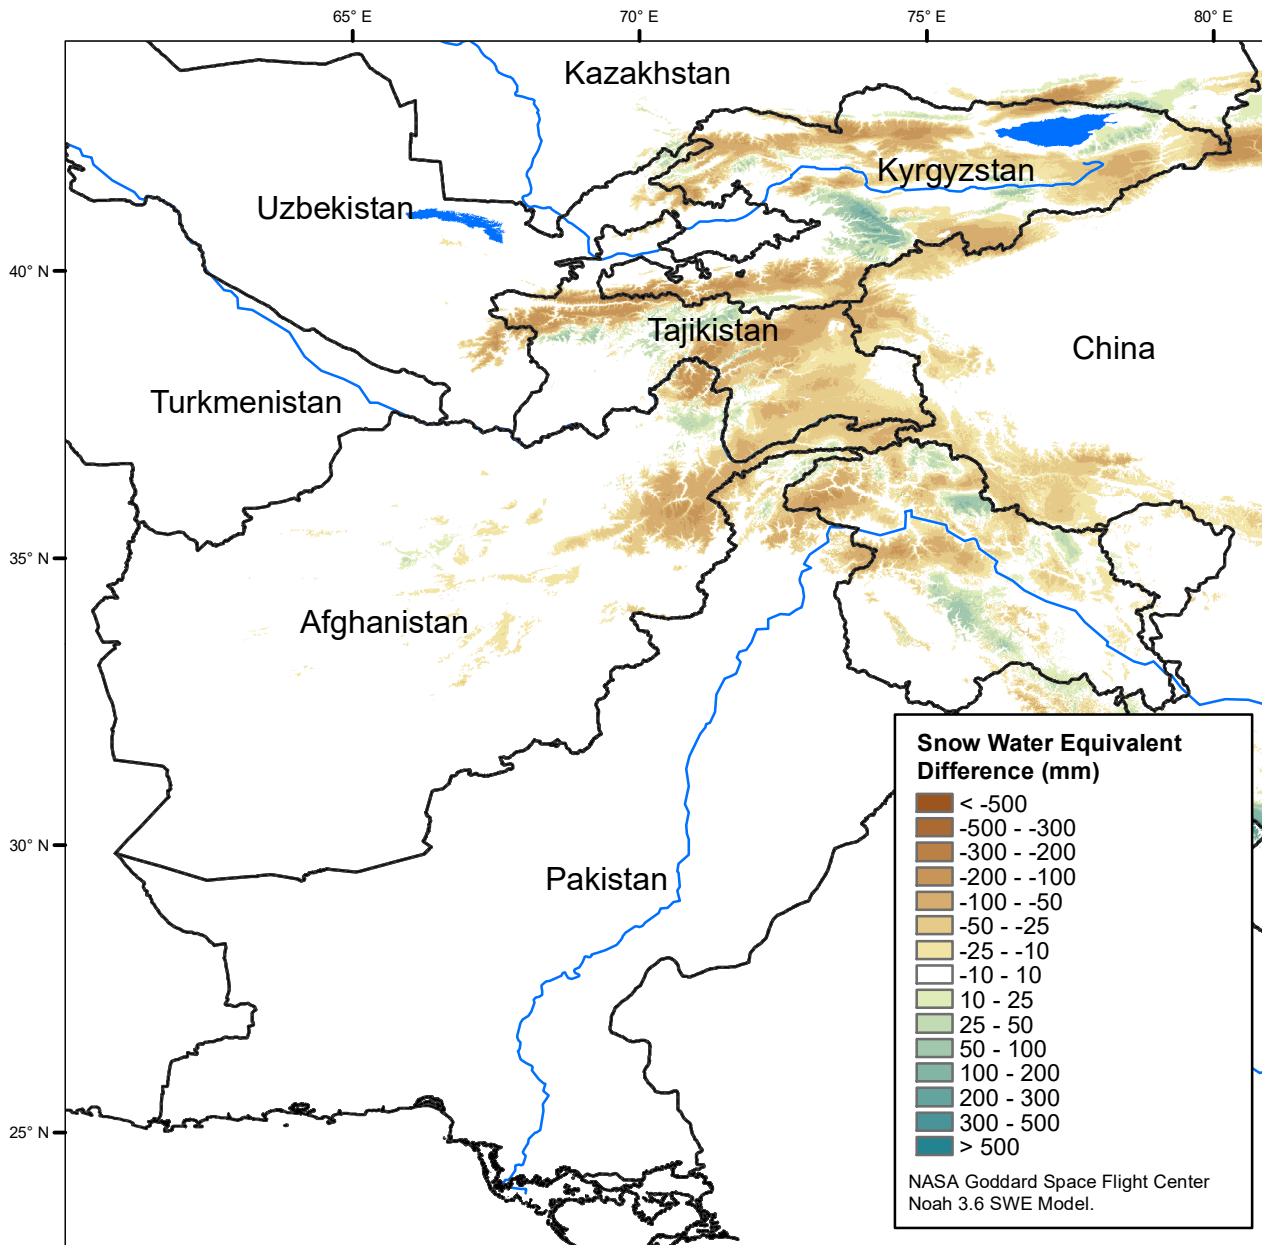 65° E
70° E
75° E
80° E
Kazakhstan
Kyrgyzstan
Uzbekistan
40° N
Tajikistan
China
Turkmenistan
35° N
Afghanistan
30° N
Pakistan
25° N
Snow Water Equivalent
Difference (mm)
< -500
-500 - -300
-300 - -200
-200 - -100
-100 - -50
-50 - -25
-25 - -10
-10 - 10
10 - 25
25 - 50
50 - 100
100 - 200
200 - 300
300 - 500
> 500
NASA Goddard Space Flight Center
Noah 3.6 SWE Model.